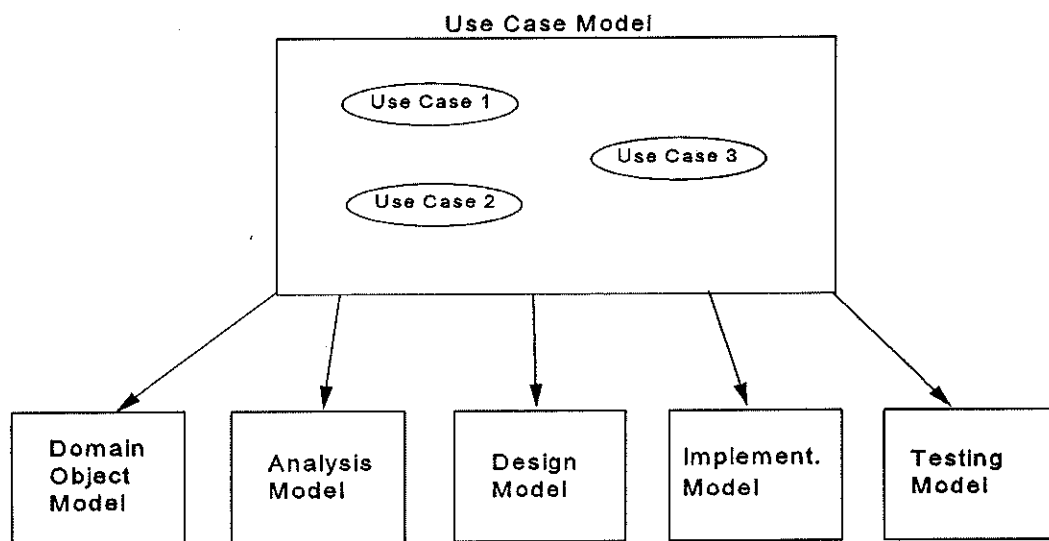 Use Case Model
Use Case 1
Use Case 3
Use Case 2
Domain
Object
Model
Analysis
Model
Design
Model
Implement.
Model
Testing
Model